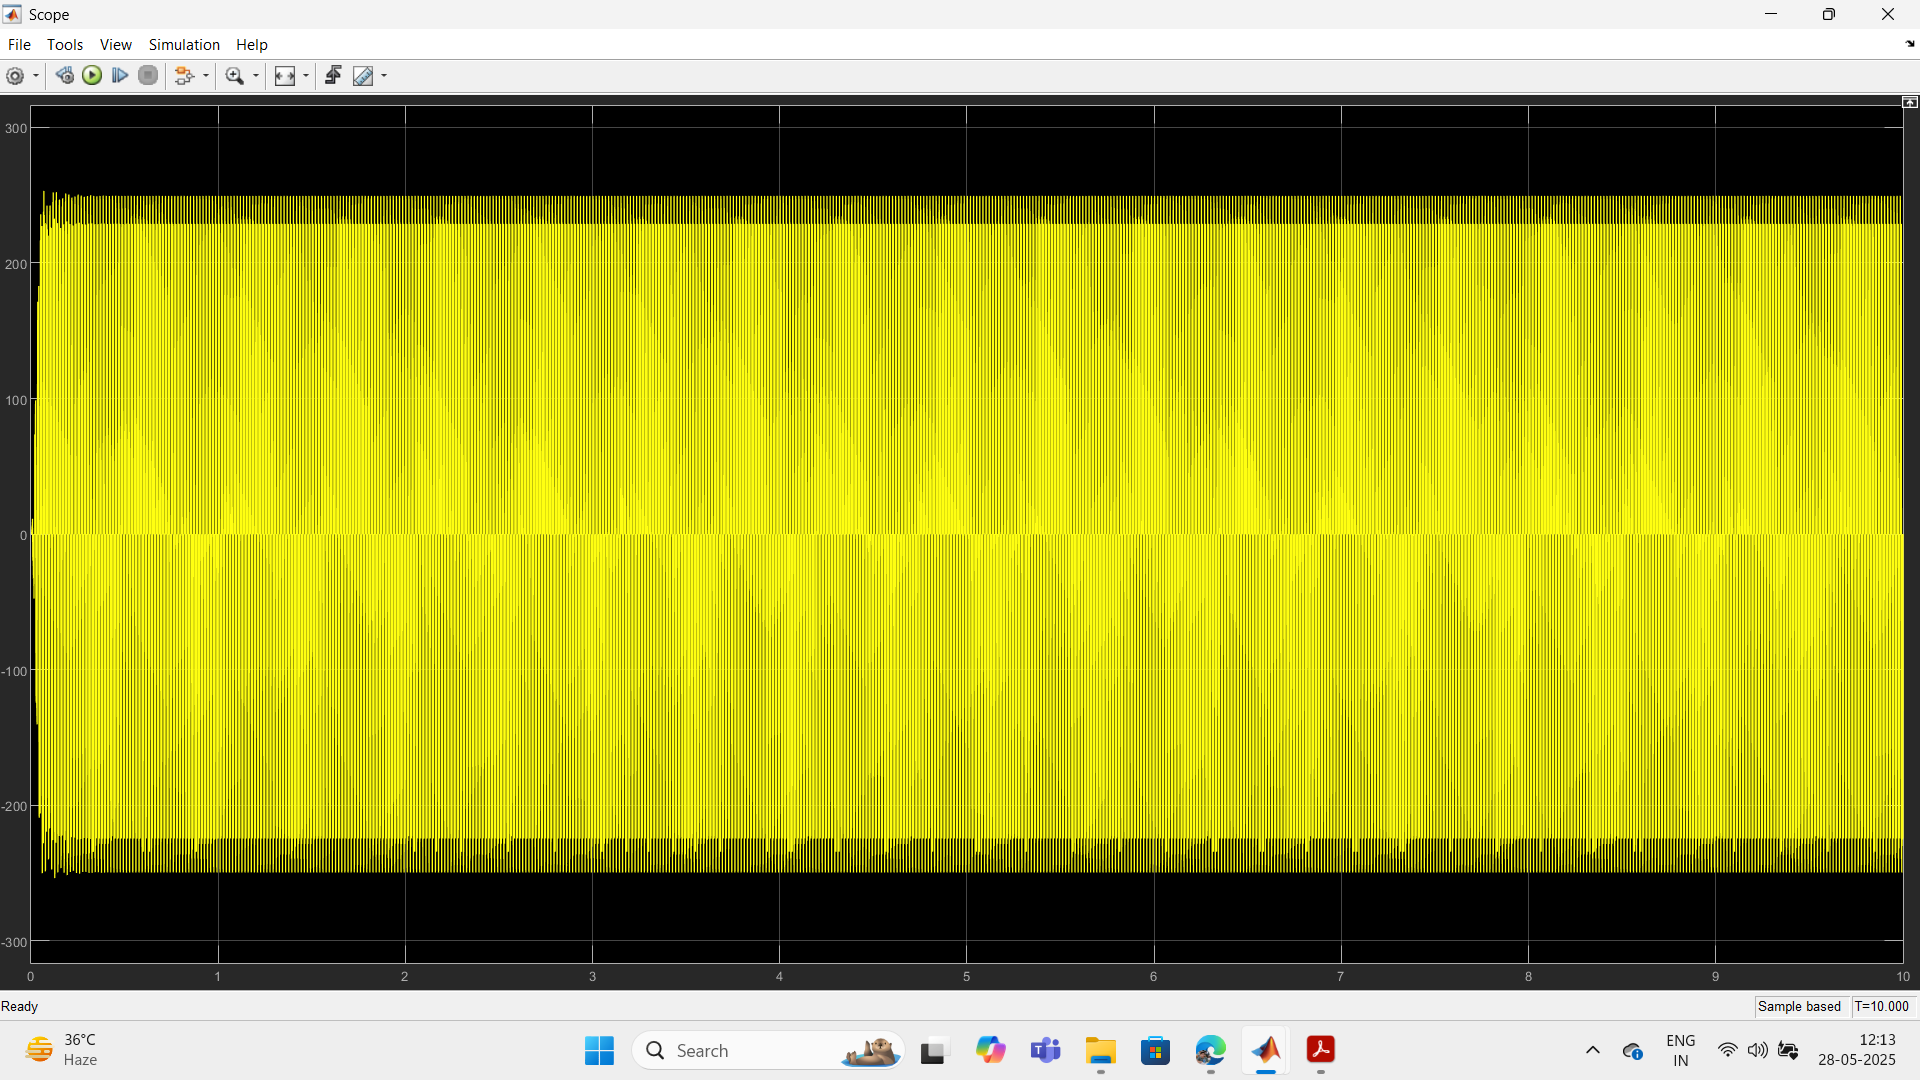 Scope
File Tools View Simulation Help
300
200
100
0
-100
-200
-300
0 1 2 3 4 5 6 7 8 9 10
Ready
Sample based T=10.000
36°C
Haze
Search
ENG
IN
12:13
28-05-2025